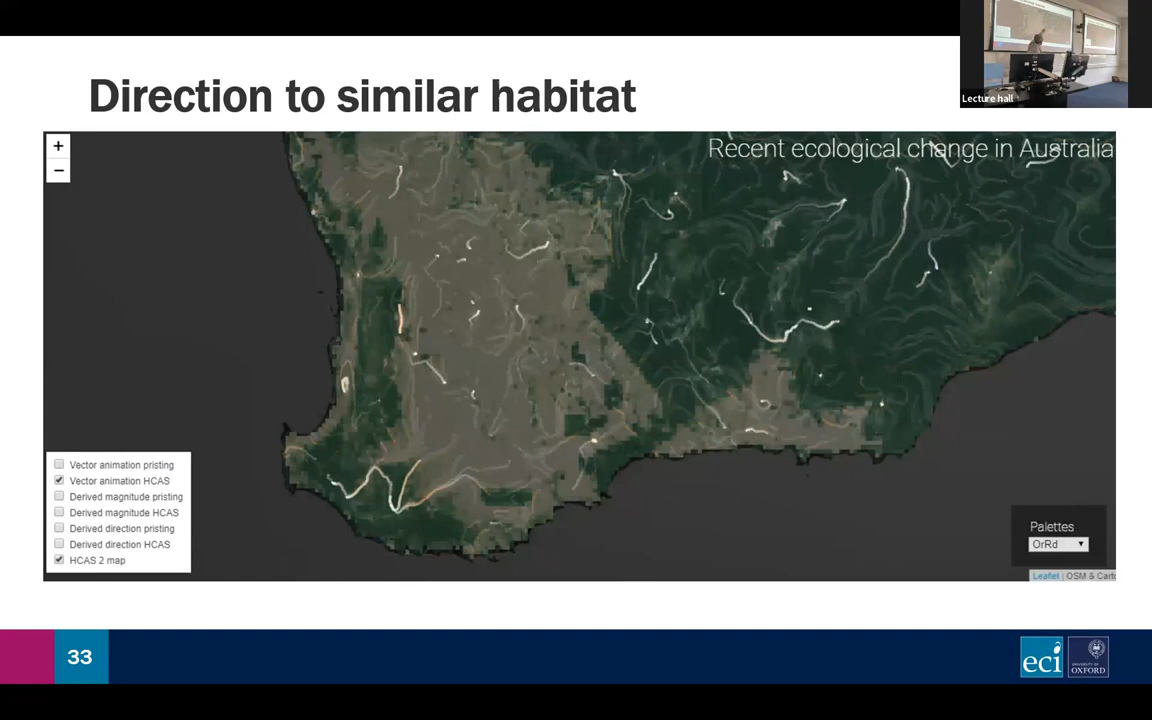 Lecture hall
Direction to similar habitat
+
−
Recent ecological change in Australia
Vector animation pristing
Vector animation HCAS
Derived magnitude pristing
Derived magnitude HCAS
Derived direction pristing
Derived direction HCAS
HCAS 2 map
Palettes
OrRd
Leaflet | OSM & Carto
33
eci
UNIVERSITY OF
OXFORD